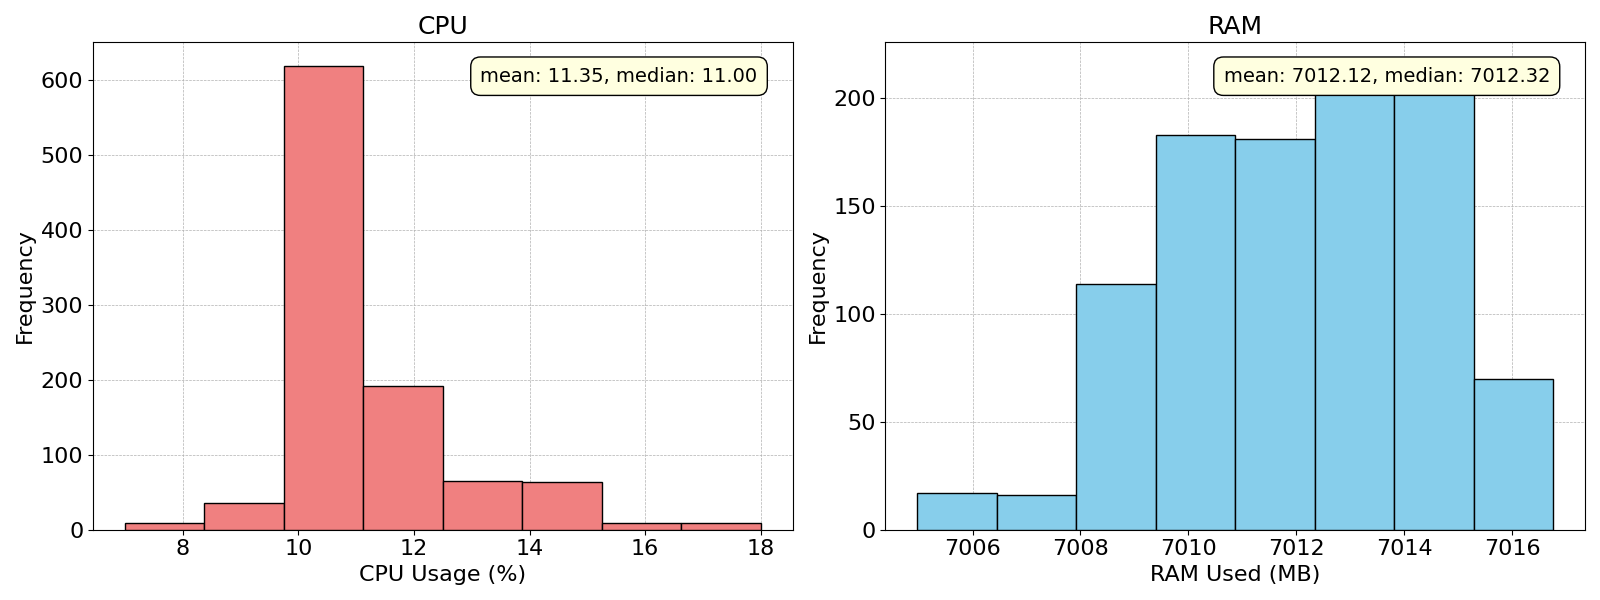 CPU
mean: 11.35, median: 11.00
600
500
400
300
200
100
0
Frequency
8 10 12 14 16 18
CPU Usage (%)
RAM
mean: 7012.12, median: 7012.32
200
150
100
50
0
Frequency
7006 7008 7010 7012 7014 7016
RAM Used (MB)